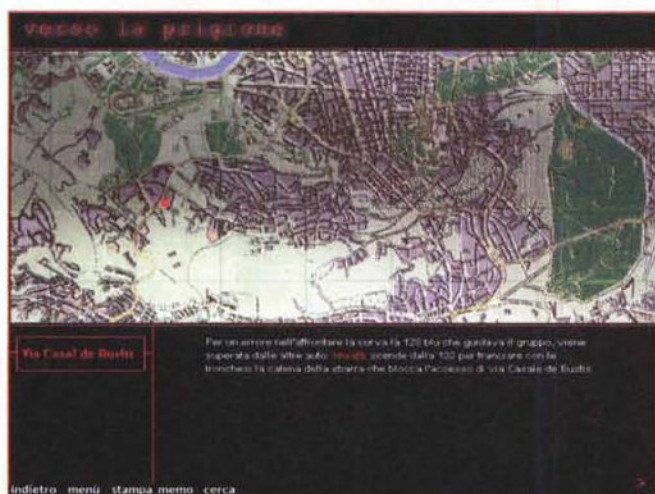 verso la prigione
Via Casal de Bustis
Per un errore nell'affrontare la curva la 128 blu che guidava il gruppo, viene
superata dalle altre auto. scende dalla 132 per tranciare con le
tronchesi la catena della sbarra che blocca l'accesso di via Casale de Bustis
indietro menù stampa memo cerca
>